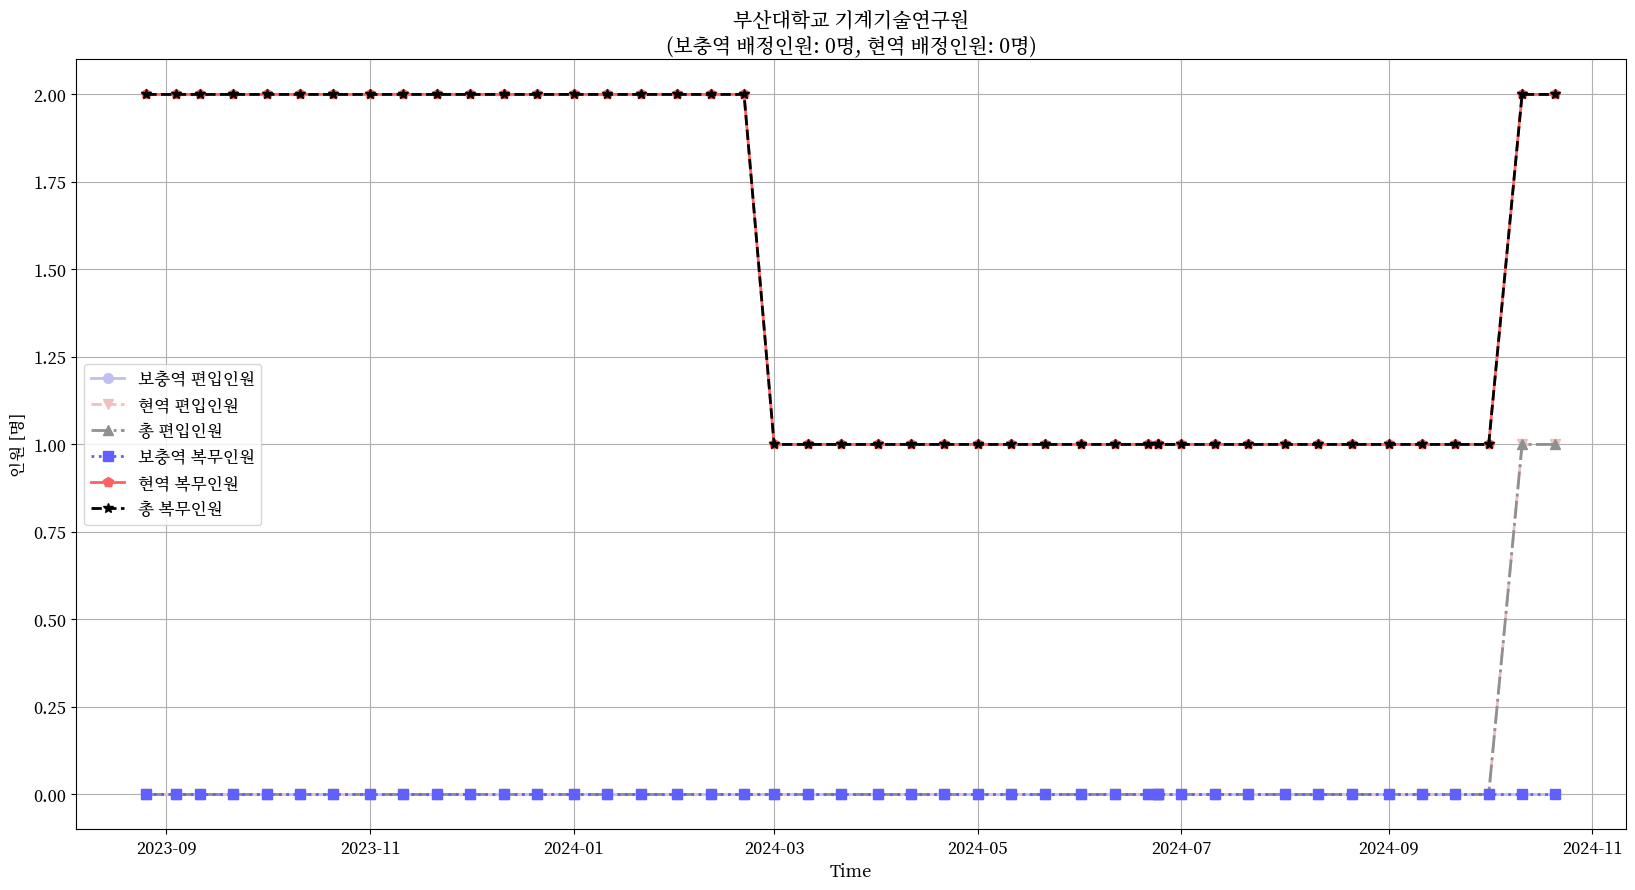 부산대학교 기계기술연구원
(보충역 배정인원: 0명, 현역 배정인원: 0명)
인원 [명]
2.00
1.75
1.50
1.25
1.00
0.75
0.50
0.25
0.00
보충역 편입인원
현역 편입인원
총 편입인원
보충역 복무인원
현역 복무인원
총 복무인원
2023-09
2023-11
2024-01
2024-03
2024-05
2024-07
2024-09
2024-11
Time